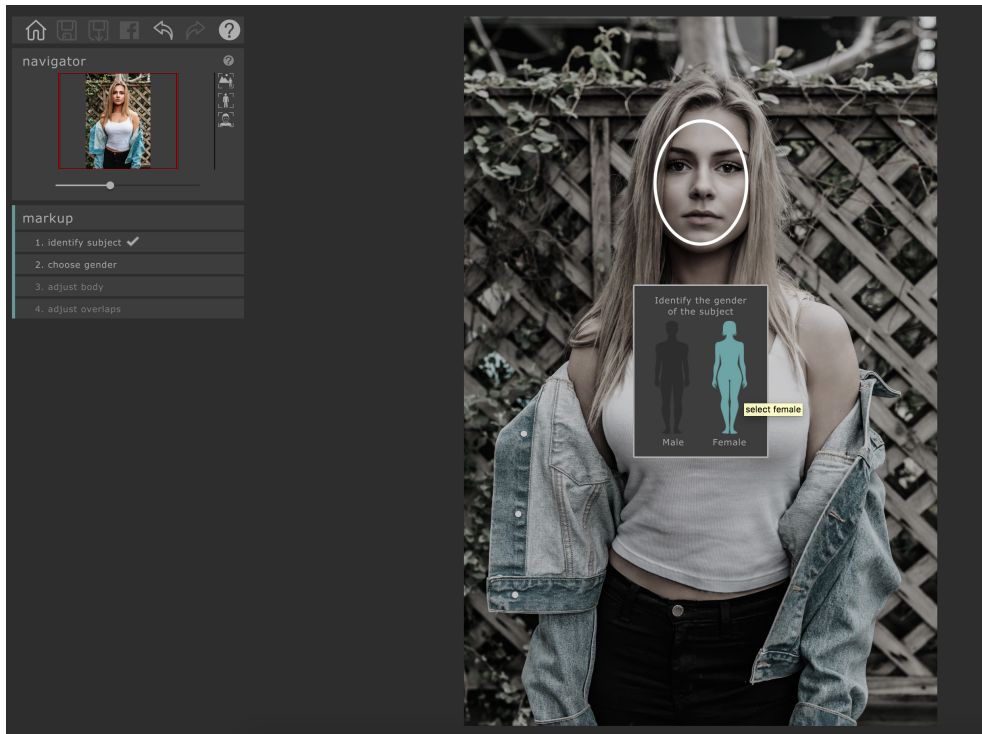 navigator
markup
1. identify subject
2. choose gender
3. adjust body
4. adjust overlaps
Identify the gender
of the subject
select female
Male Female